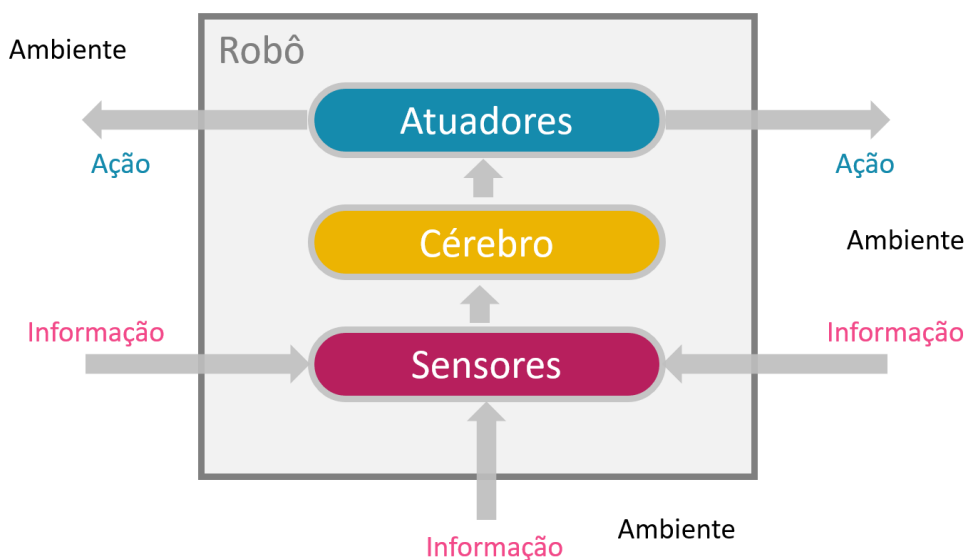 Ambiente
Robô
Atuadores
Ação
Ação
Cérebro
Ambiente
Informação
Informação
Sensores
Ambiente
Informação